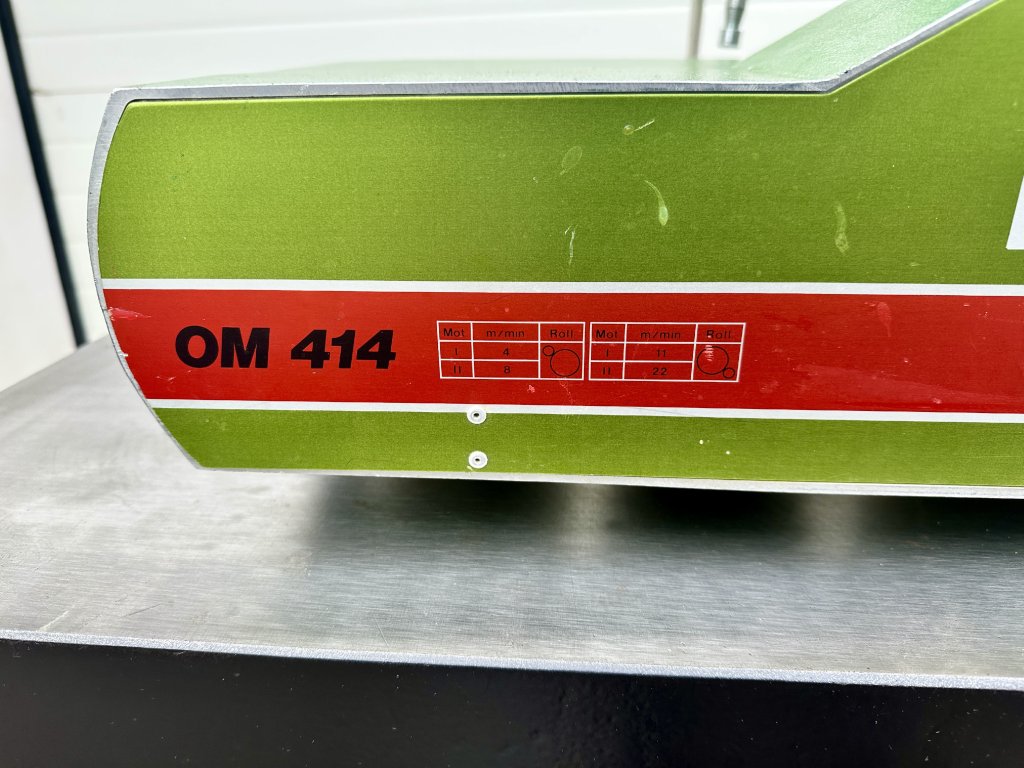 OM 414
Mot m/min Roll Mot m/min Roll
I 4 I 11
II 8 II 22